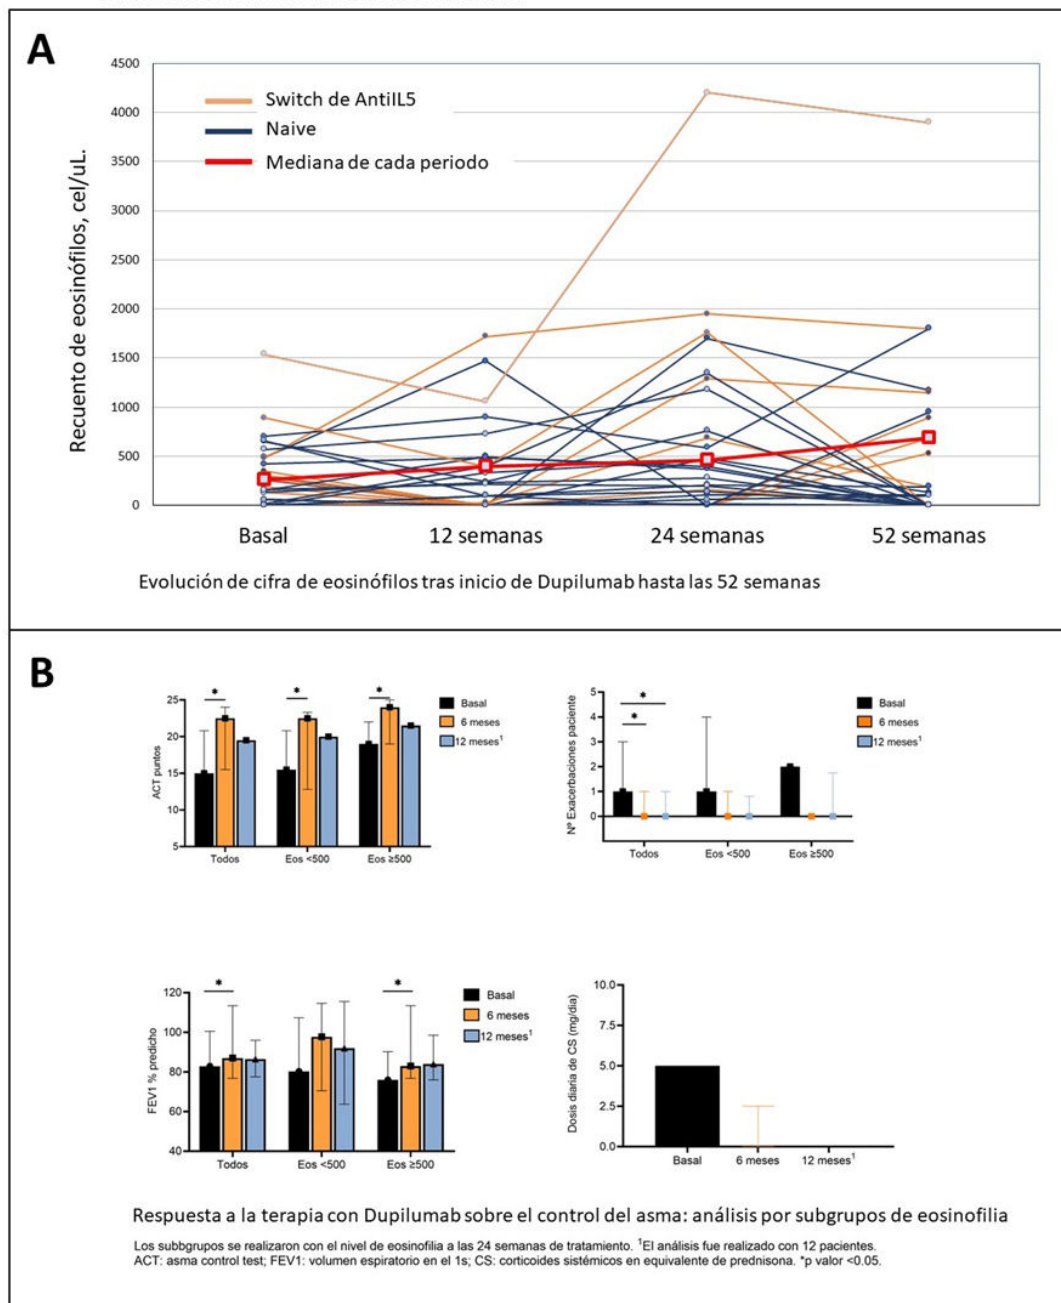 A
4500
4000
3500
3000
2500
2000
1500
1000
500
0
Recuento de eosinófilos, cel/uL.
Switch de AntiIL5
Naive
Mediana de cada periodo
Basal 12 semanas 24 semanas 52 semanas
Evolución de cifra de eosinófilos tras inicio de Dupilumab hasta las 52 semanas
B
ACT puntos
25
20
15
10
5
* * *
Todos Eos <500 Eos ≥500
Basal
6 meses
12 meses¹
Nº Exacerbaciones paciente
5
4
3
2
1
0
*
*
Todos Eos <500 Eos ≥500
Basal
6 meses
12 meses¹
FEV1 % predicho
120
100
80
60
40
* *
Todos Eos <500 Eos ≥500
Basal
6 meses
12 meses¹
Dosis diaria de CS (mg/dia)
10.0
7.5
5.0
2.5
0.0
Basal 6 meses 12 meses¹
Respuesta a la terapia con Dupilumab sobre el control del asma: análisis por subgrupos de eosinofilia
Los subbgrupos se realizaron con el nivel de eosinofilia a las 24 semanas de tratamiento. ¹El análisis fue realizado con 12 pacientes.
ACT: asma control test; FEV1: volumen espiratorio en el 1s; CS: corticoides sistémicos en equivalente de prednisona. *p valor <0.05.